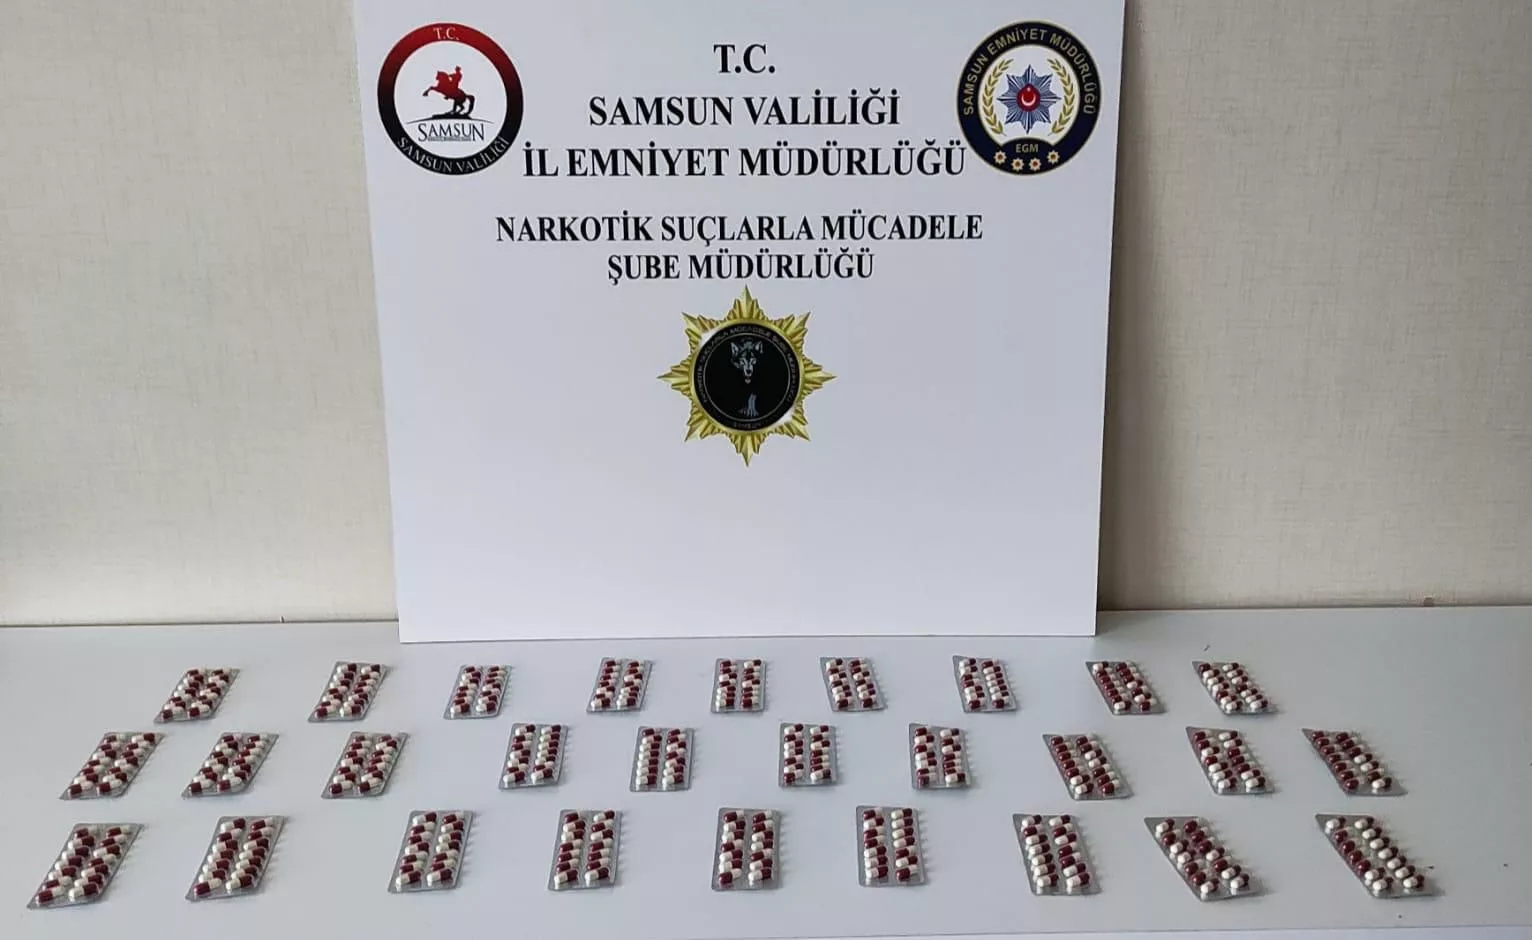 T.C.
SAMSUN
SAMSUN VALİLİĞİ
T.C.
SAMSUN VALİLİĞİ
İL EMNİYET MÜDÜRLÜĞÜ
SAMSUN EMNİYET MÜDÜRLÜĞÜ
EGM
NARKOTİK SUÇLARLA MÜCADELE
ŞUBE MÜDÜRLÜĞÜ
SAMSUN